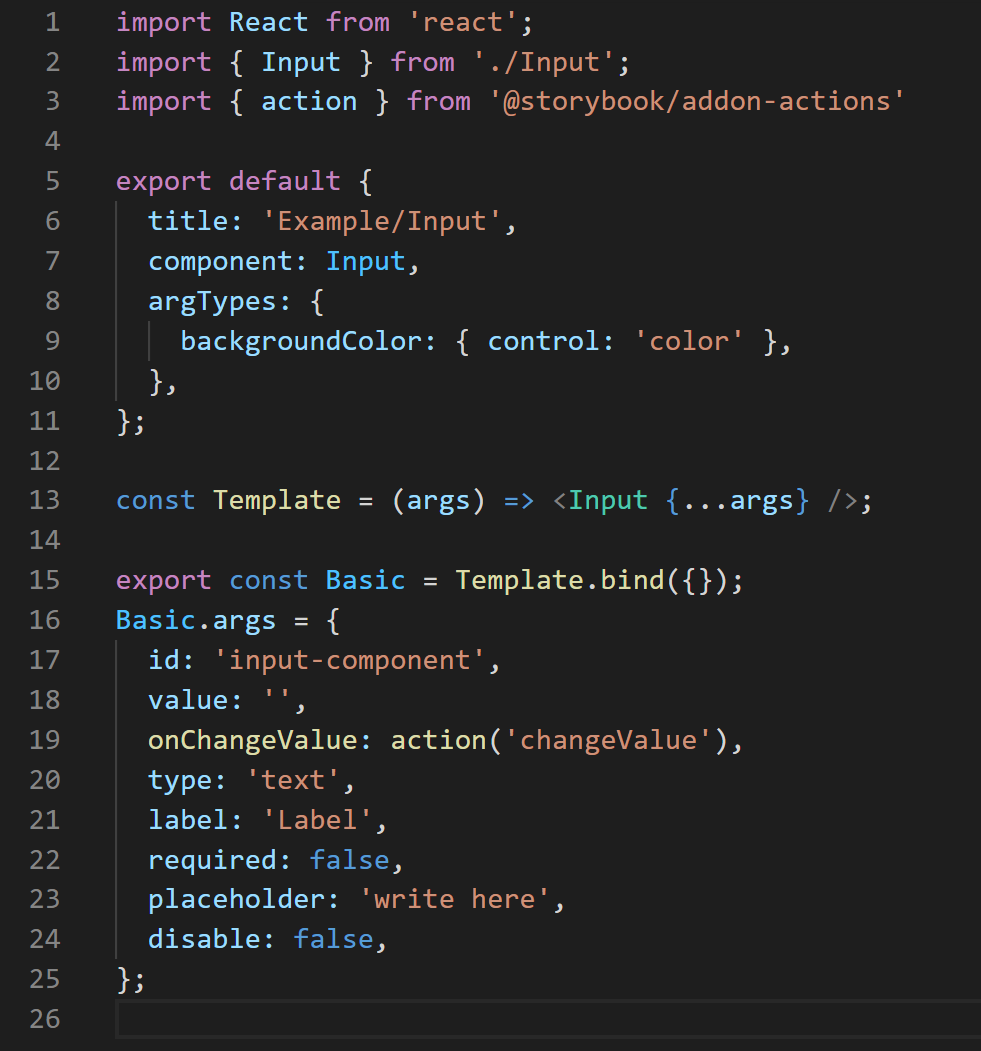 1 import React from 'react';
2 import { Input } from './Input';
3 import { action } from '@storybook/addon-actions'
4
5 export default {
6   title: 'Example/Input',
7   component: Input,
8   argTypes: {
9     backgroundColor: { control: 'color' },
10   },
11 };
12
13 const Template = (args) => <Input {...args} />;
14
15 export const Basic = Template.bind({});
16 Basic.args = {
17   id: 'input-component',
18   value: '',
19   onChangeValue: action('changeValue'),
20   type: 'text',
21   label: 'Label',
22   required: false,
23   placeholder: 'write here',
24   disable: false,
25 };
26